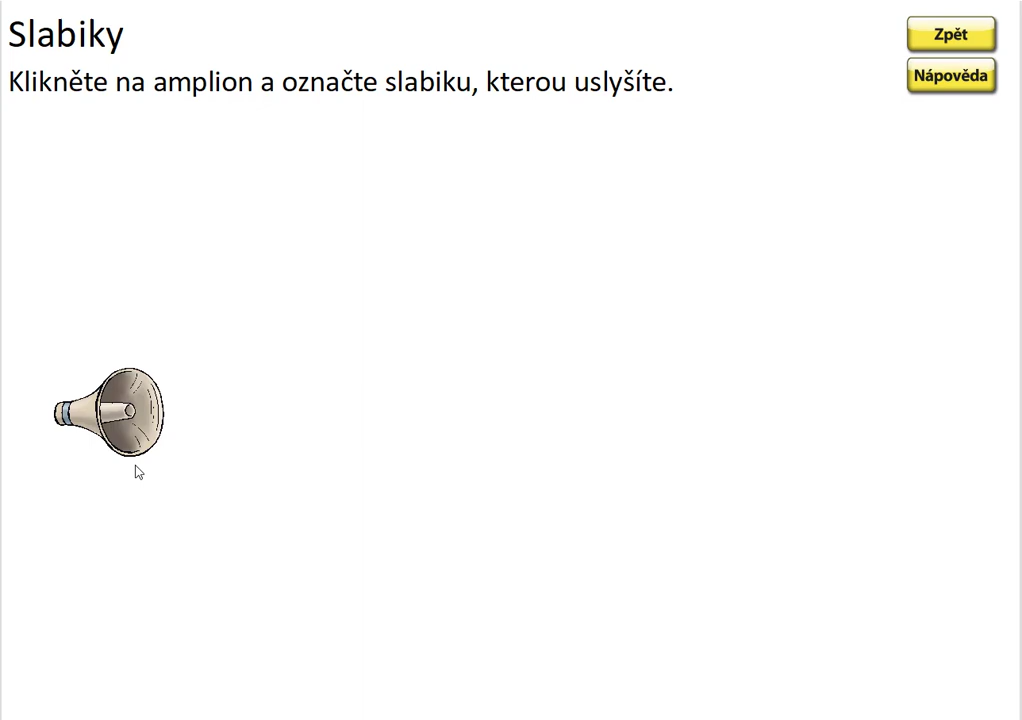 Slabiky
Zpět
Klikněte na amplion a označte slabiku, kterou uslyšíte.
Nápověda